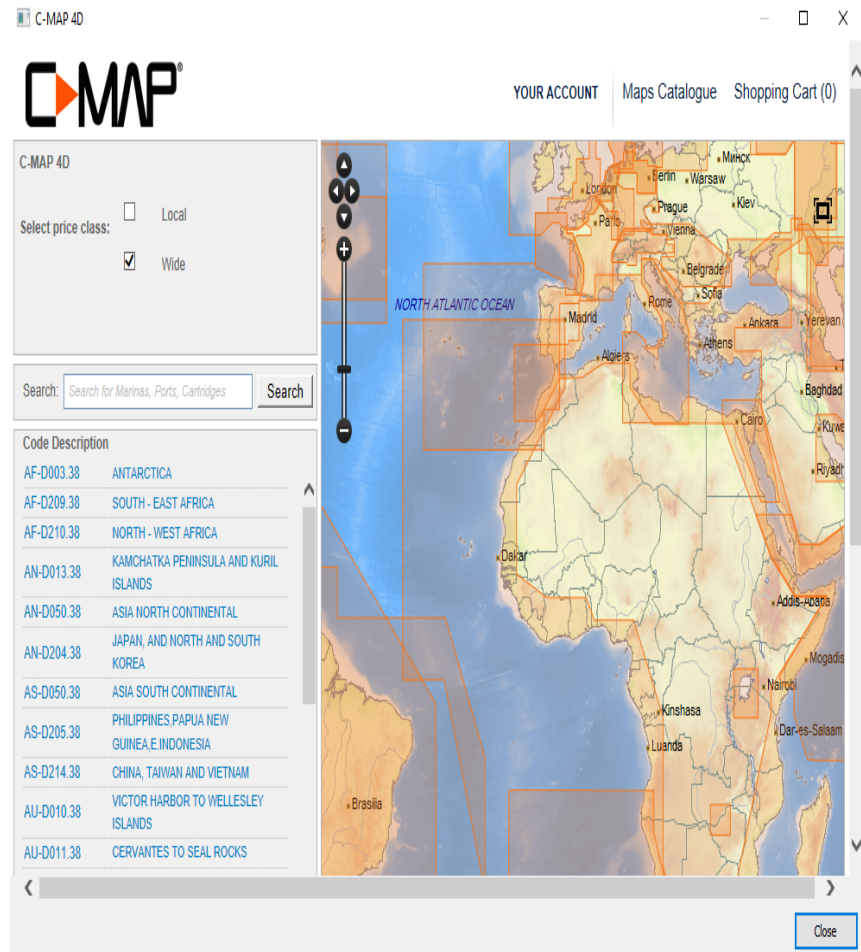 C-MAP 4D
C-MAP®
YOUR ACCOUNT
Maps Catalogue
Shopping Cart (0)
C-MAP 4D
Select price class:
Local
Wide
Search:
Search for Marinas, Ports, Cartridges
Search
Code Description
AF-D003.38 ANTARCTICA
AF-D209.38 SOUTH - EAST AFRICA
AF-D210.38 NORTH - WEST AFRICA
AN-D013.38 KAMCHATKA PENINSULA AND KURIL
ISLANDS
AN-D050.38 ASIA NORTH CONTINENTAL
AN-D204.38 JAPAN, AND NORTH AND SOUTH
KOREA
AS-D050.38 ASIA SOUTH CONTINENTAL
AS-D205.38 PHILIPPINES,PAPUA NEW
GUINEA,E.INDONESIA
AS-D214.38 CHINA, TAIWAN AND VIETNAM
AU-D010.38 VICTOR HARBOR TO WELLESLEY
ISLANDS
AU-D011.38 CERVANTES TO SEAL ROCKS
Минск
Berlin
Warsaw
London
Prague
Kiev
Paris
Vienna
Belgrade
NORTH ATLANTIC OCEAN
Rome
Sofia
Madrid
Ankara
Yerevan
Athens
Algiers
Baghdad
Cairo
Kuwa
Riyadh
Dakar
Addis-Ababa
Mogadis
Nairobi
Kinshasa
Dar-es-Salaam
Luanda
Brasilia
Close